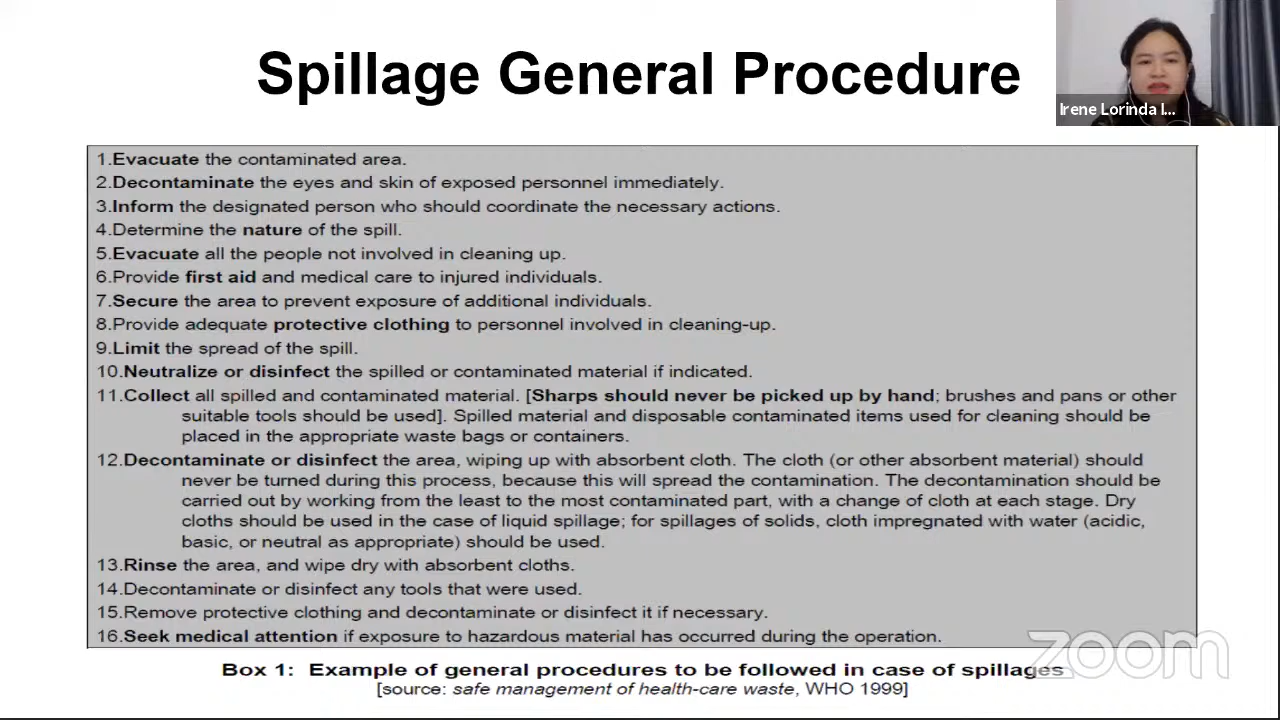 Spillage General Procedure
Irene Lorinda I...
1.Evacuate the contaminated area.
2.Decontaminate the eyes and skin of exposed personnel immediately.
3.Inform the designated person who should coordinate the necessary actions.
4.Determine the nature of the spill.
5.Evacuate all the people not involved in cleaning up.
6.Provide first aid and medical care to injured individuals.
7.Secure the area to prevent exposure of additional individuals.
8.Provide adequate protective clothing to personnel involved in cleaning-up.
9.Limit the spread of the spill.
10.Neutralize or disinfect the spilled or contaminated material if indicated.
11.Collect all spilled and contaminated material. [Sharps should never be picked up by hand; brushes and pans or other
suitable tools should be used]. Spilled material and disposable contaminated items used for cleaning should be
placed in the appropriate waste bags or containers.
12.Decontaminate or disinfect the area, wiping up with absorbent cloth. The cloth (or other absorbent material) should
never be turned during this process, because this will spread the contamination. The decontamination should be
carried out by working from the least to the most contaminated part, with a change of cloth at each stage. Dry
cloths should be used in the case of liquid spillage; for spillages of solids, cloth impregnated with water (acidic,
basic, or neutral as appropriate) should be used.
13.Rinse the area, and wipe dry with absorbent cloths.
14.Decontaminate or disinfect any tools that were used.
15.Remove protective clothing and decontaminate or disinfect it if necessary.
16.Seek medical attention if exposure to hazardous material has occurred during the operation.
zoom
Box 1: Example of general procedures to be followed in case of spillages
[source: safe management of health-care waste, WHO 1999]